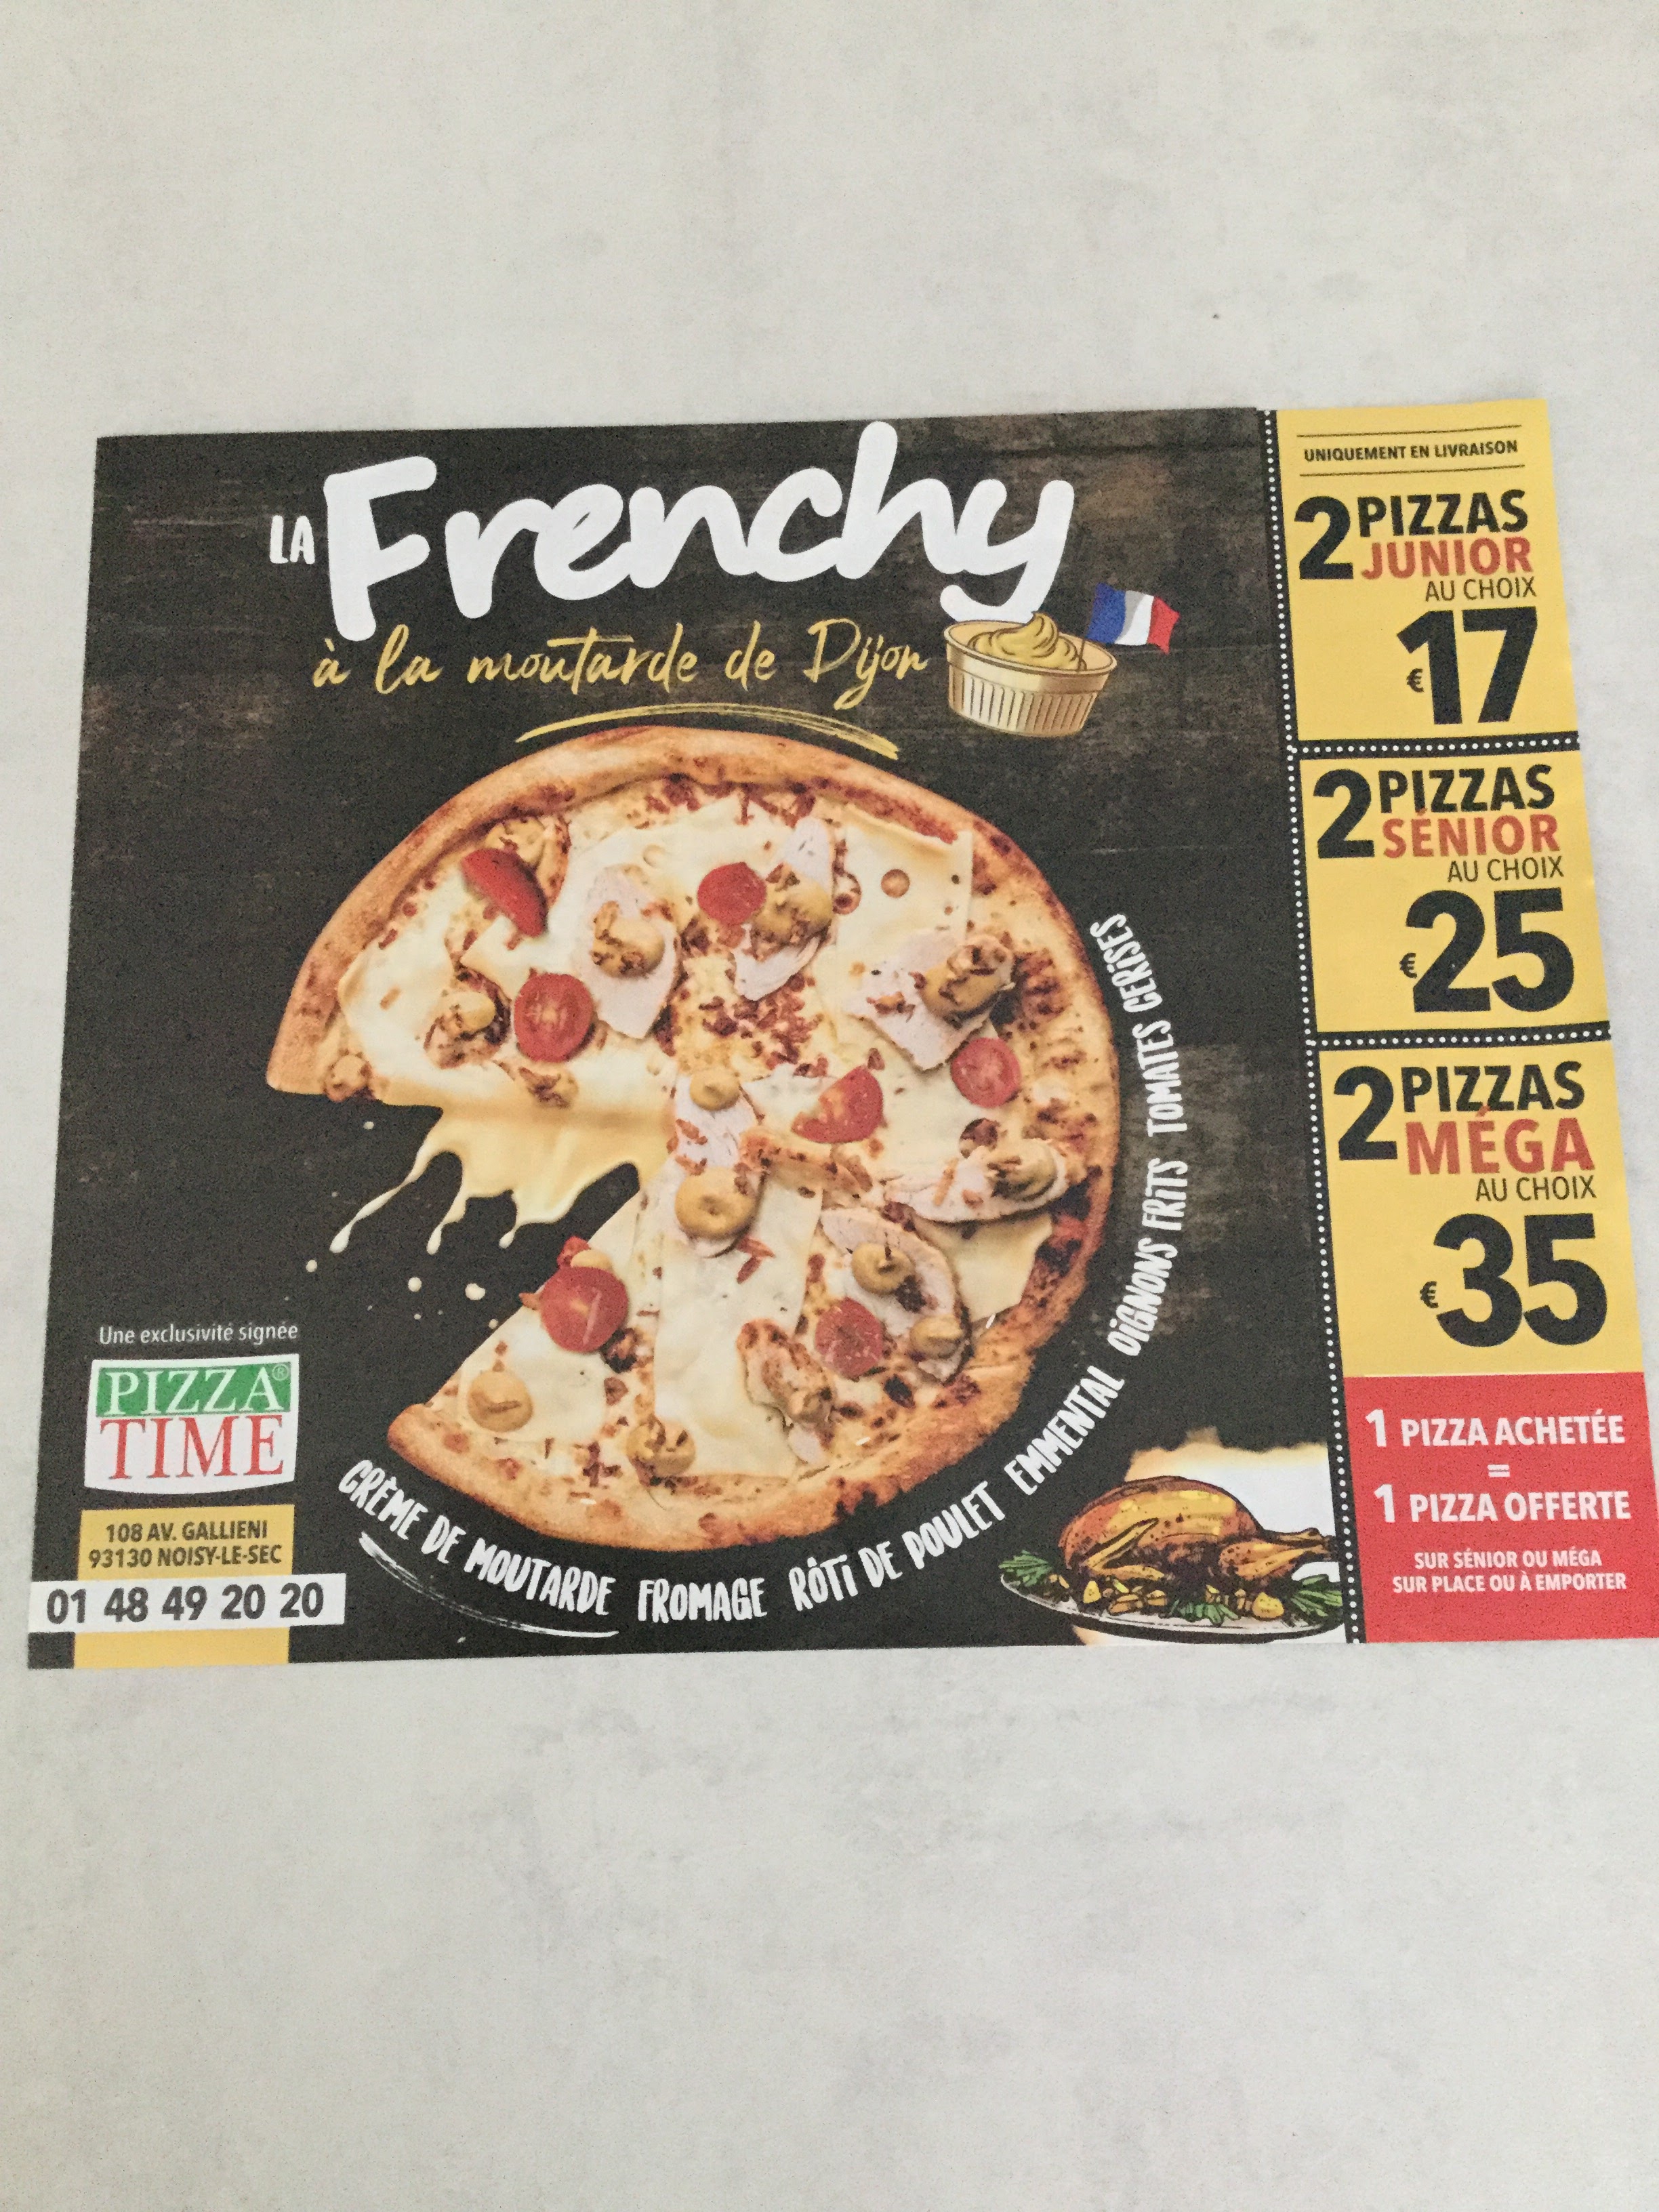 LA Frenchy
à la moutarde de Dijon
CRÈME DE MOUTARDE FROMAGE RÔTI DE POULET EMMENTAL OIGNONS FRITS TOMATES CERISES
Une exclusivité signée
PIZZA®
TIME
108 AV. GALLIENI
93130 NOISY-LE-SEC
01 48 49 20 20
UNIQUEMENT EN LIVRAISON
2 PIZZAS
JUNIOR
AU CHOIX
€17
2 PIZZAS
SÉNIOR
AU CHOIX
€25
2 PIZZAS
MÉGA
AU CHOIX
€35
1 PIZZA ACHETÉE
=
1 PIZZA OFFERTE
SUR SÉNIOR OU MÉGA
SUR PLACE OU À EMPORTER